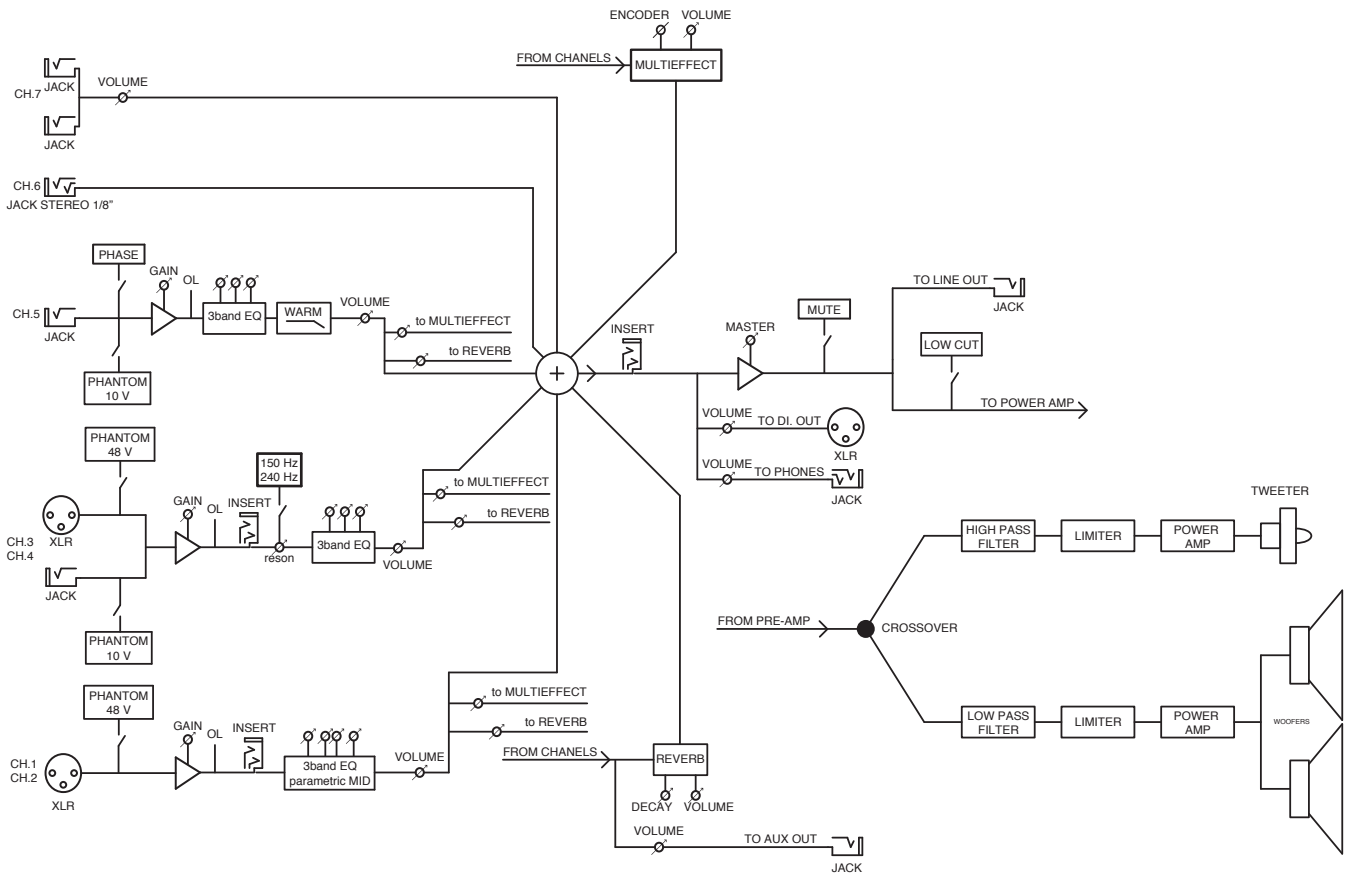 ENCODER
VOLUME
FROM CHANELS
MULTIEFFECT
CH.7
JACK
VOLUME
JACK
CH.6
JACK STEREO 1/8"
PHASE
GAIN
OL
CH.5
JACK
3band EQ
WARM
VOLUME
to MULTIEFFECT
to REVERB
PHANTOM
10 V
INSERT
MASTER
MUTE
TO LINE OUT
JACK
LOW CUT
TO POWER AMP
VOLUME
TO DI. OUT
XLR
VOLUME
TO PHONES
JACK
PHANTOM
48 V
150 Hz
240 Hz
GAIN
OL
INSERT
CH.3
CH.4
XLR
reson
3band EQ
VOLUME
to MULTIEFFECT
to REVERB
JACK
PHANTOM
10 V
TWEETER
HIGH PASS
FILTER
LIMITER
POWER
AMP
FROM PRE-AMP
CROSSOVER
LOW PASS
FILTER
LIMITER
POWER
AMP
WOOFERS
PHANTOM
48 V
GAIN
OL
INSERT
CH.1
CH.2
XLR
3band EQ
parametric MID
VOLUME
to MULTIEFFECT
to REVERB
FROM CHANELS
REVERB
DECAY
VOLUME
VOLUME
TO AUX OUT
JACK